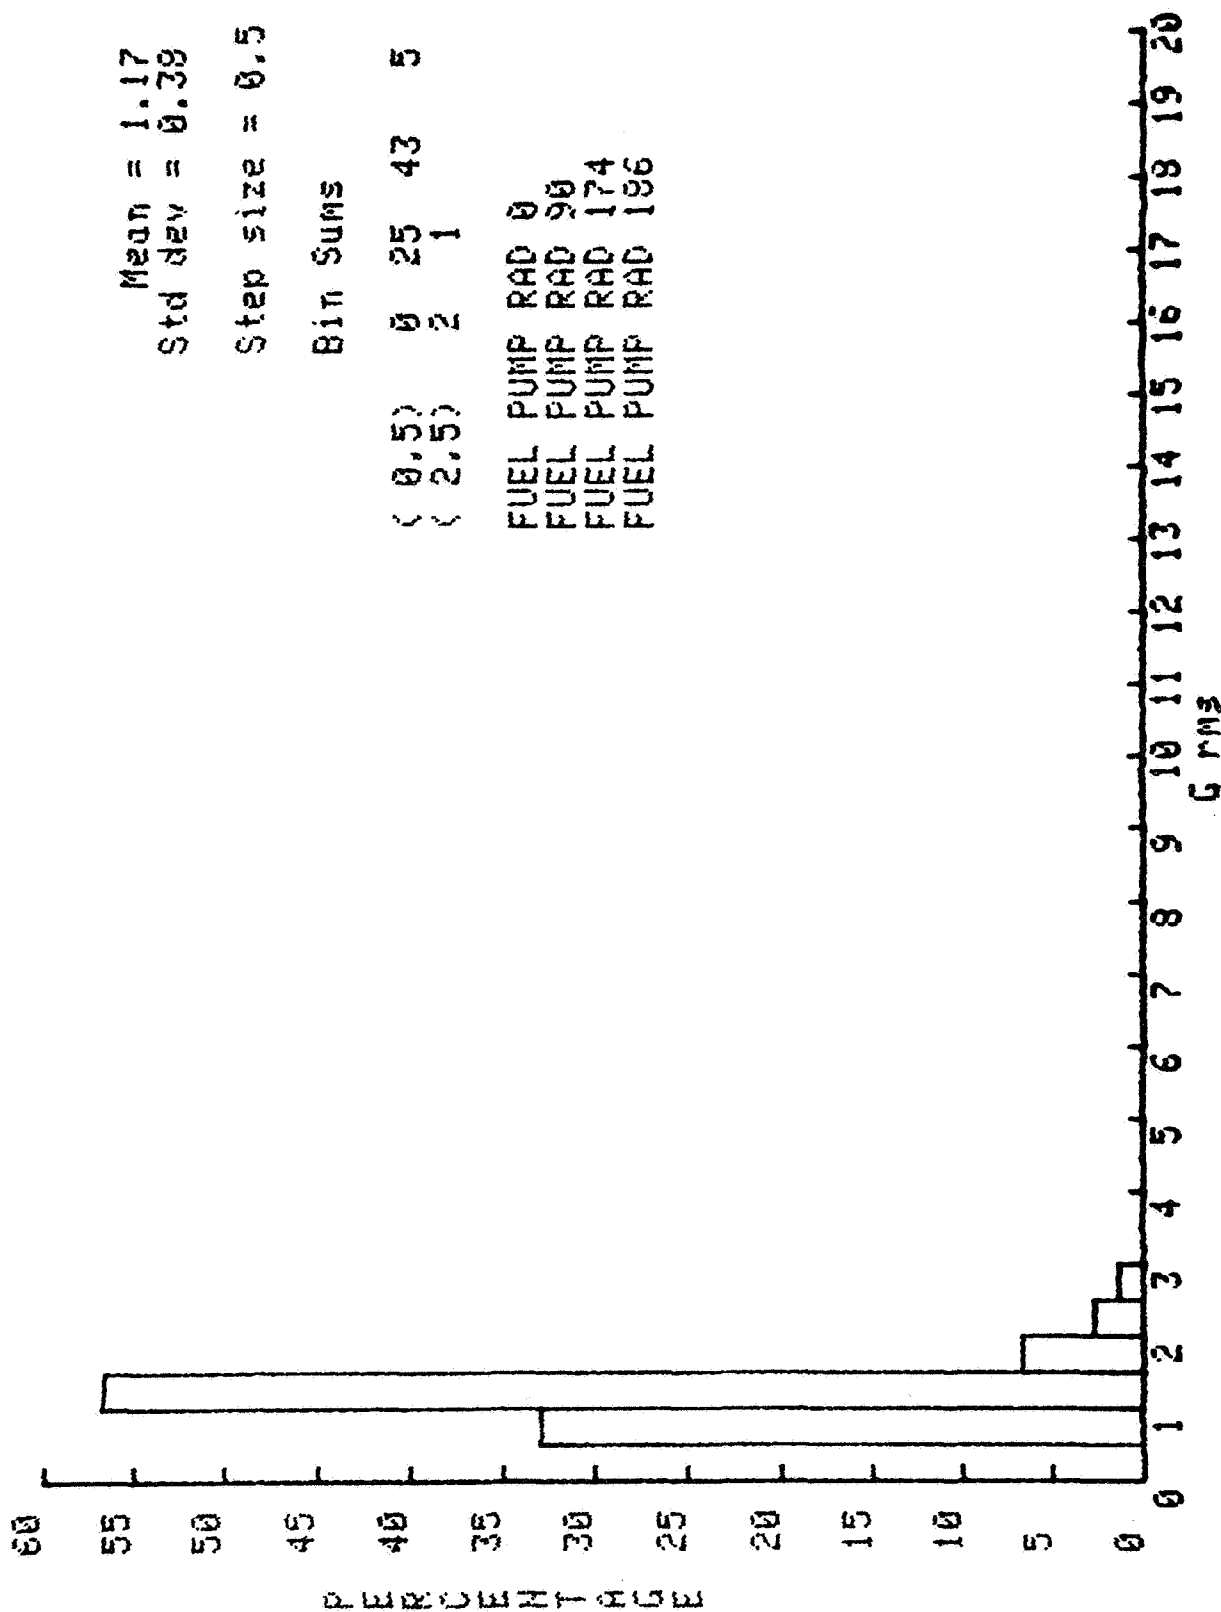 Mean = 1.17
Std dev = 0.39
Step size = 0.5
Bin Sums
( 0,5) 0 25 43 5
( 2,5) 2 1
FUEL PUMP RAD 0
FUEL PUMP RAD 90
FUEL PUMP RAD 174
FUEL PUMP RAD 186
PERCENTAGE
60
55
50
45
40
35
30
25
20
15
10
5
0
0 1 2 3 4 5 6 7 8 9 10 11 12 13 14 15 16 17 18 19 20
G rms